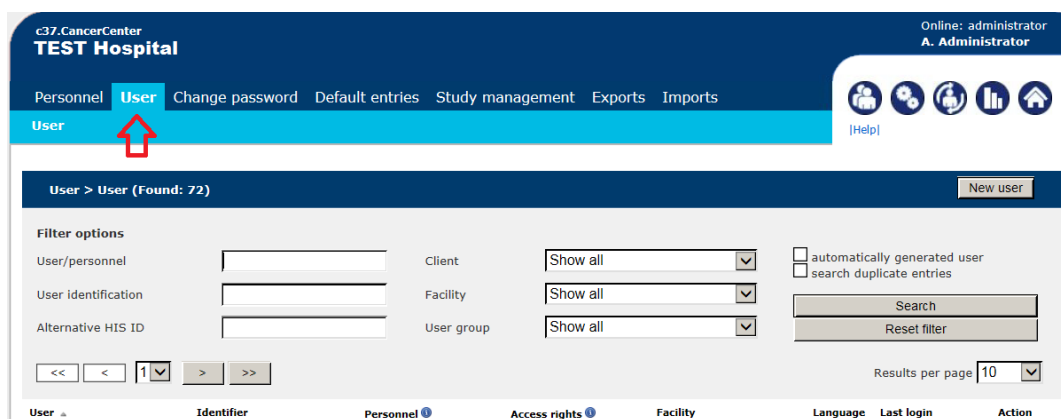 c37.CancerCenter
TEST Hospital
Online: administrator
A. Administrator
Personnel User Change password Default entries Study management Exports Imports
User
|Help|
User > User (Found: 72)
New user
Filter options
User/personnel Client Show all automatically generated user
search duplicate entries
User identification Facility Show all Search
Alternative HIS ID User group Show all Reset filter
<< < 1 > >> Results per page 10
User Identifier Personnel Access rights Facility Language Last login Action